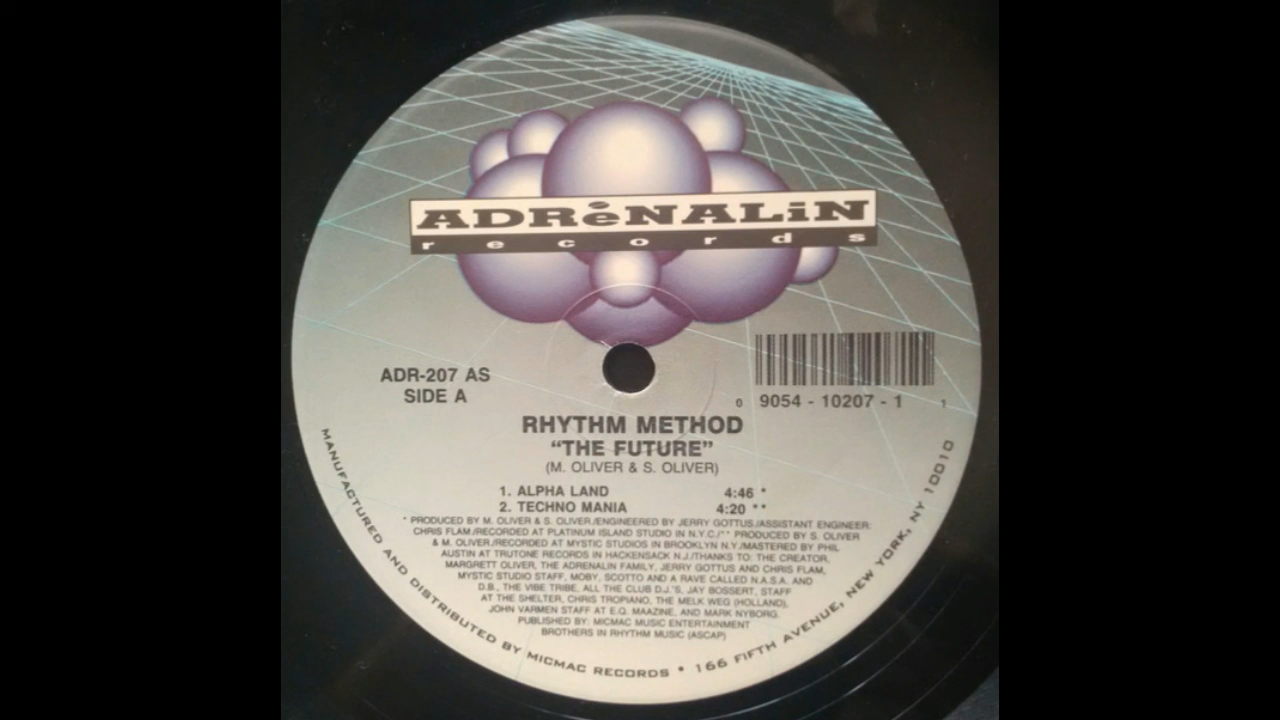 ADRéNALiN
records
ADR-207 AS
SIDE A
0 9054 - 10207 - 1 1
RHYTHM METHOD
“THE FUTURE”
(M. OLIVER & S. OLIVER)
1. ALPHA LAND 4:46 *
2. TECHNO MANIA 4:20 **
* PRODUCED BY M. OLIVER & S. OLIVER./ENGINEERED BY JERRY GOTTUS./ASSISTANT ENGINEER:
CHRIS FLAM./RECORDED AT PLATINUM ISLAND STUDIO IN N.Y.C./** PRODUCED BY S. OLIVER
& M. OLIVER./RECORDED AT MYSTIC STUDIOS IN BROOKLYN N.Y./MASTERED BY PHIL
AUSTIN AT TRUTONE RECORDS IN HACKENSACK N.J./THANKS TO: THE CREATOR,
MARGRETT OLIVER, THE ADRENALIN FAMILY, JERRY GOTTUS AND CHRIS FLAM,
MYSTIC STUDIO STAFF, MOBY, SCOTTO AND A RAVE CALLED N.A.S.A. AND
D.B., THE VIBE TRIBE, ALL THE CLUB D.J.'S, JAY BOSSERT, STAFF
AT THE SHELTER, CHRIS TROPIANO, THE MELK WEG (HOLLAND),
JOHN VARMEN STAFF AT E.Q. MAAZINE, AND MARK NYBORG.
PUBLISHED BY: MICMAC MUSIC ENTERTAINMENT
BROTHERS IN RHYTHM MUSIC (ASCAP)
MANUFACTURED AND DISTRIBUTED BY MICMAC RECORDS • 166 FIFTH AVENUE, NEW YORK, NY 10010